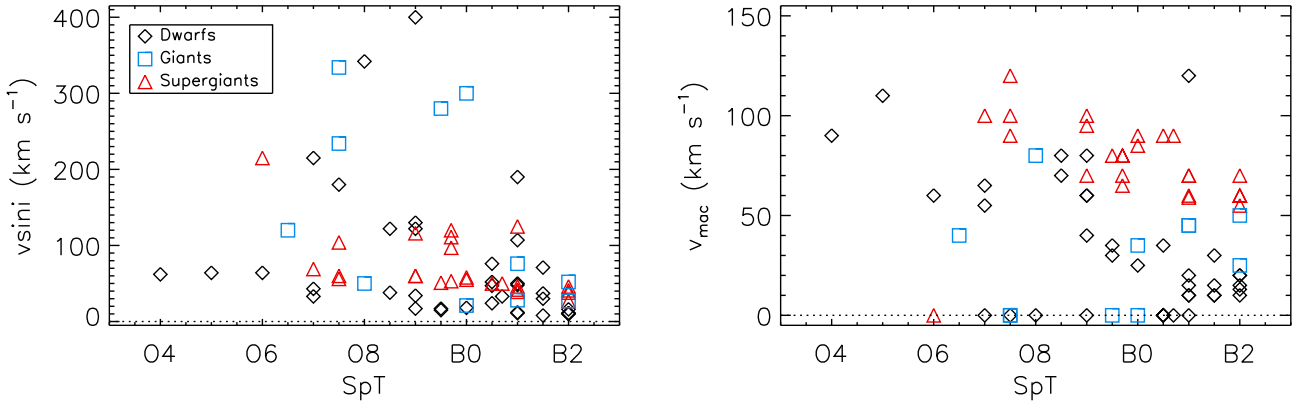 400
300
200
100
0
vsini (km s⁻¹)
Dwarfs
Giants
Supergiants
O4 O6 O8 B0 B2
SpT
150
100
50
0
v_mac (km s⁻¹)
O4 O6 O8 B0 B2
SpT